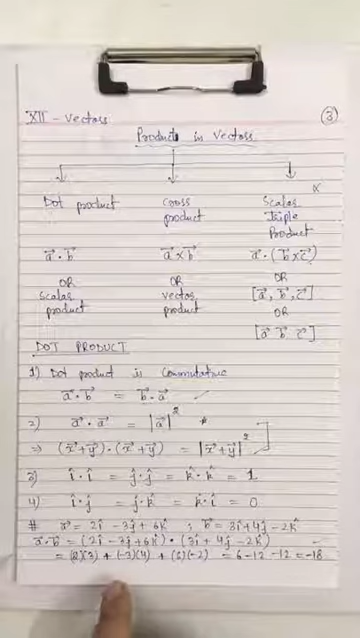 XII - Vectors
③
Product in Vectors
Dot product
Cross product
Scalar Triple Product
a⃗ · b⃗
a⃗ × b⃗
a⃗ · (b⃗ × c⃗)
OR
OR
OR
Scalar product
Vector product
[a⃗, b⃗, c⃗]
OR
[a⃗ b⃗ c⃗]
DOT PRODUCT
1) Dot product is Commutative
a⃗ · b⃗ = b⃗ · a⃗
2) a⃗ · a⃗ = |a⃗|² *
⇒ (x⃗+y⃗) · (x⃗+y⃗) = |x⃗+y⃗|²
3) î · î = ĵ · ĵ = k̂ · k̂ = 1
4) î · ĵ = ĵ · k̂ = k̂ · î = 0
# a⃗ = 2î - 3ĵ + 6k̂ ; b⃗ = 3î + 4ĵ - 2k̂
a⃗ · b⃗ = (2î - 3ĵ + 6k̂) · (3î + 4ĵ - 2k̂)
= (2)(3) + (-3)(4) + (6)(-2) = 6 - 12 - 12 = -18